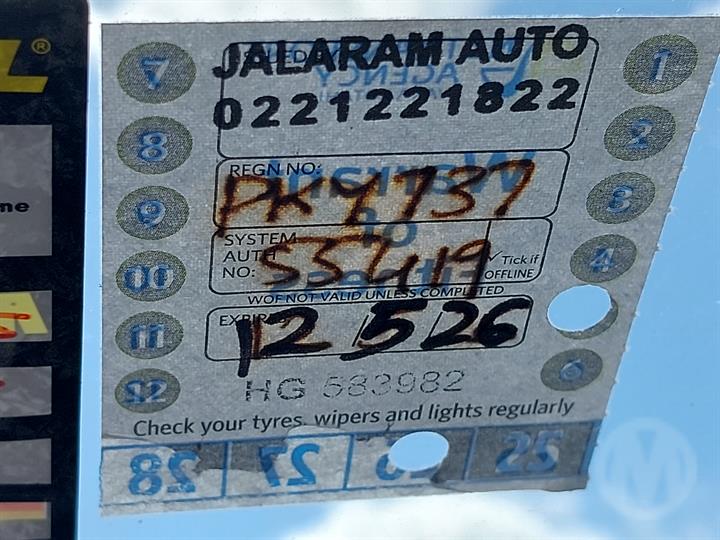 JALARAM AUTO
0221221822
REGN NO:
PKY737
SYSTEM
AUTH
NO:
Tick if
OFFLINE
WOF NOT VALID UNLESS COMPLETED
12 5 26
HG 583982
Check your tyres, wipers and lights regularly
7 1
8 2
9 3
10 4
11
12 6
28 27 25